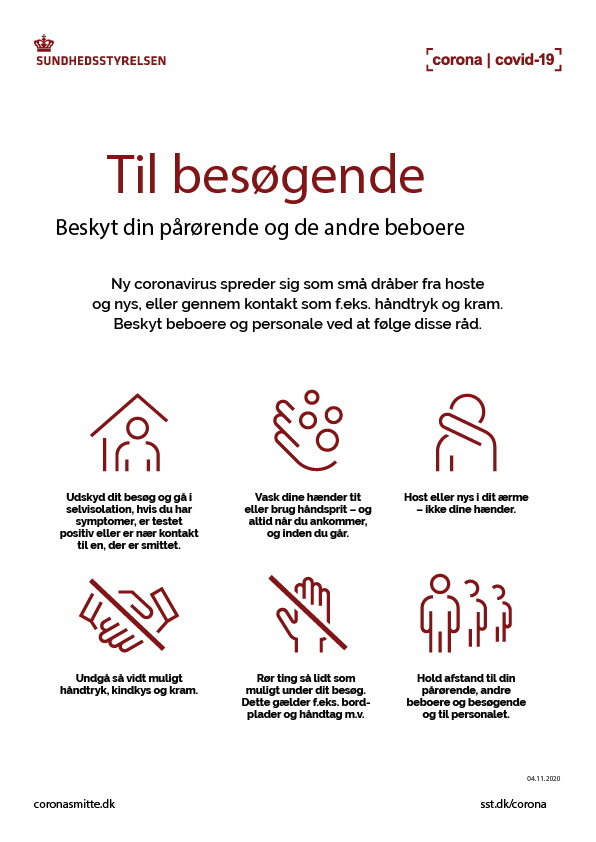 SUNDHEDSSTYRELSEN
corona | covid-19
Til besøgende
Beskyt din pårørende og de andre beboere
Ny coronavirus spreder sig som små dråber fra hoste
og nys, eller gennem kontakt som f.eks. håndtryk og kram.
Beskyt beboere og personale ved at følge disse råd.
Udskyd dit besøg og gå i
selvisolation, hvis du har
symptomer, er testet
positiv eller er nær kontakt
til en, der er smittet.
Vask dine hænder tit
eller brug håndsprit – og
altid når du ankommer,
og inden du går.
Host eller nys i dit ærme
– ikke dine hænder.
Undgå så vidt muligt
håndtryk, kindkys og kram.
Rør ting så lidt som
muligt under dit besøg.
Dette gælder f.eks. bord-
plader og håndtag m.v.
Hold afstand til din
pårørende, andre
beboere og besøgende
og til personalet.
04.11.2020
coronasmitte.dk
sst.dk/corona